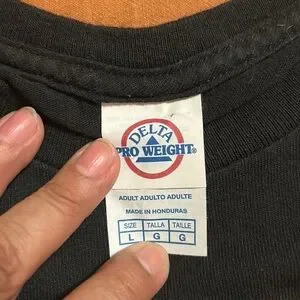 DELTA
PRO WEIGHT®
ADULT ADULTO ADULTE
MADE IN HONDURAS
SIZE TALLA TAILLE
L G G